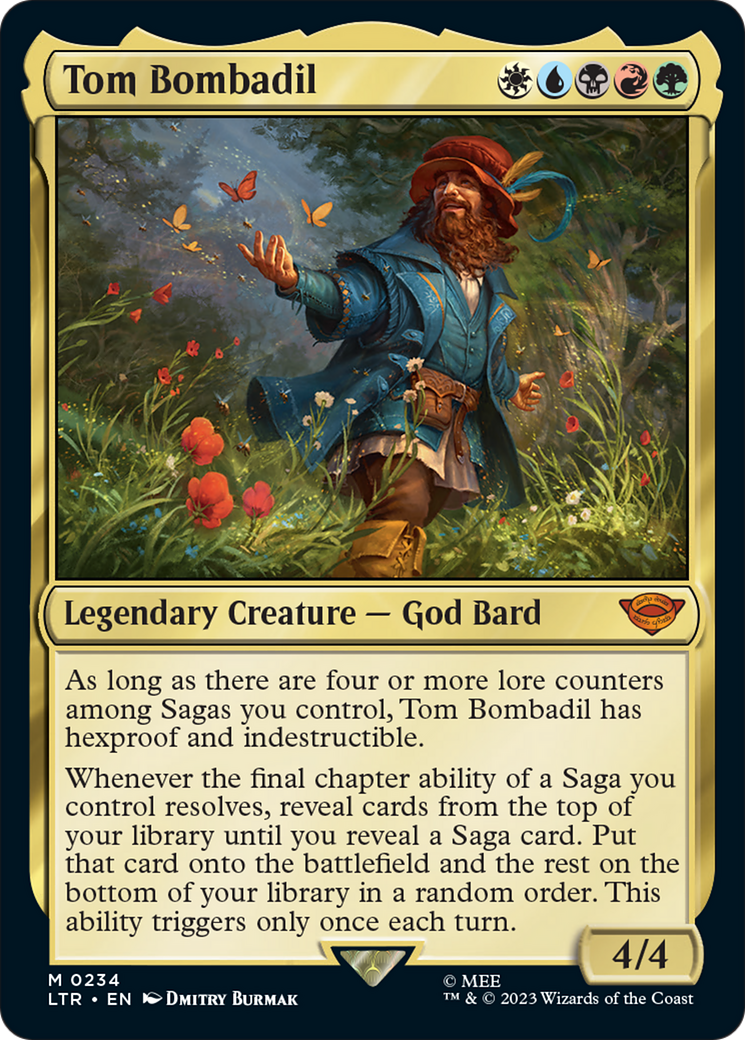 Tom Bombadil
Legendary Creature — God Bard
As long as there are four or more lore counters
among Sagas you control, Tom Bombadil has
hexproof and indestructible.
Whenever the final chapter ability of a Saga you
control resolves, reveal cards from the top of
your library until you reveal a Saga card. Put
that card onto the battlefield and the rest on the
bottom of your library in a random order. This
ability triggers only once each turn.
4/4
M 0234
LTR • EN Dmitry Burmak
© MEE
™ & © 2023 Wizards of the Coast